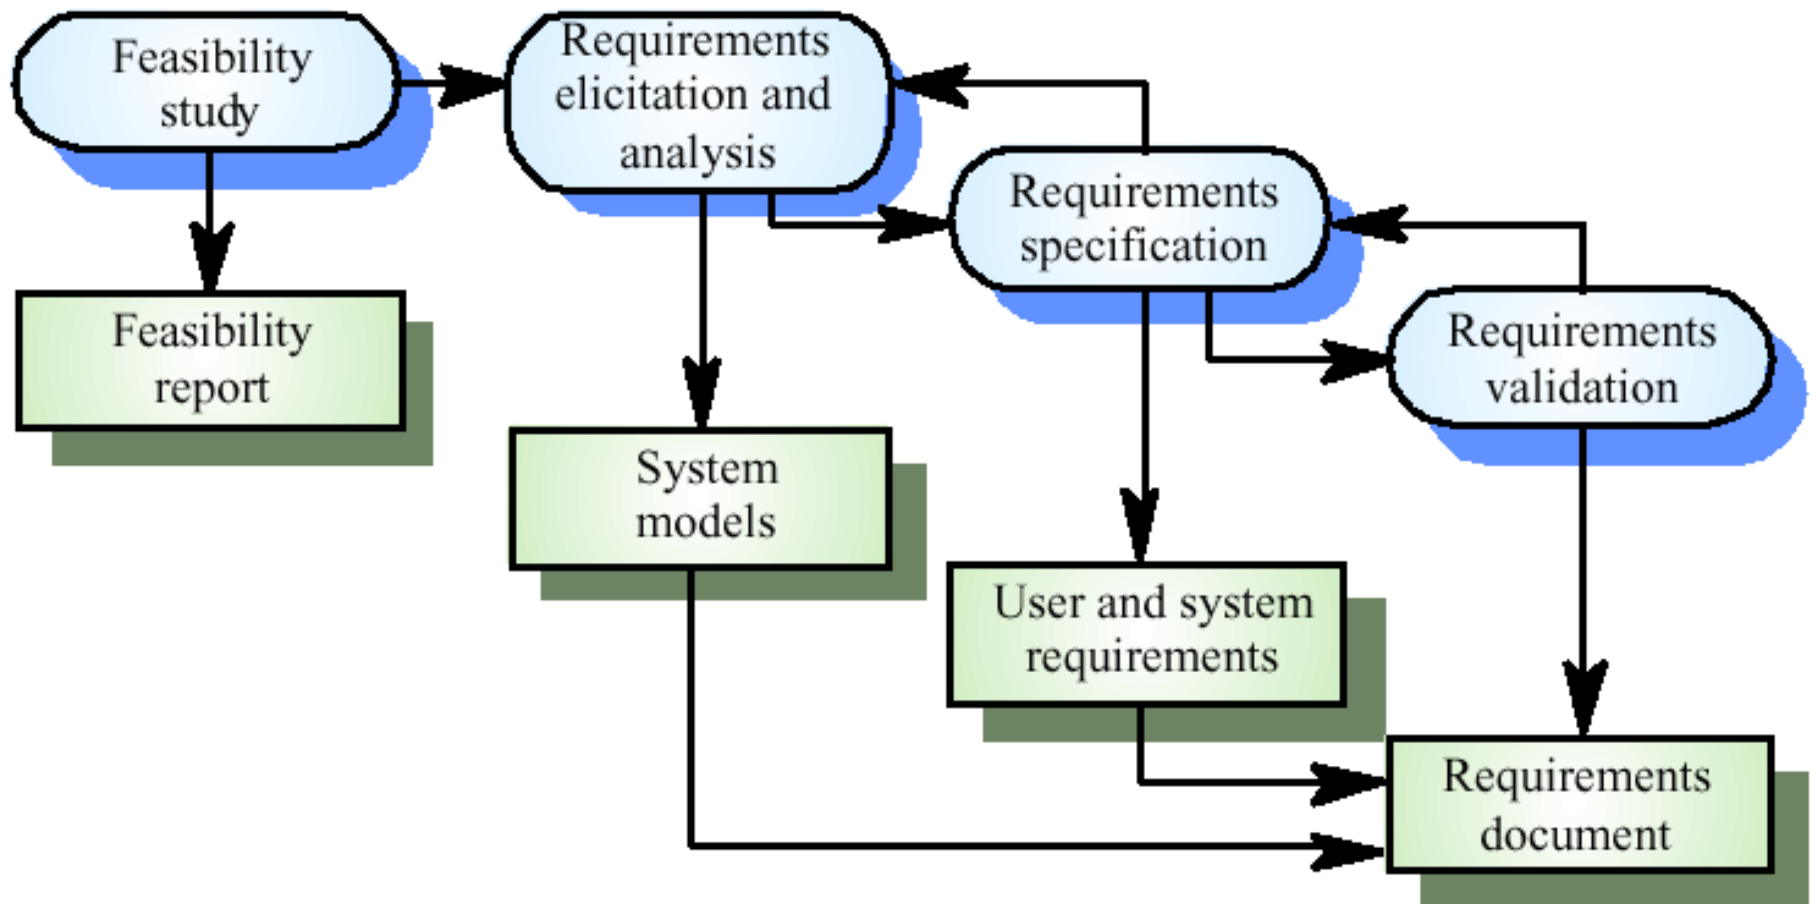 Feasibility
study
Requirements
elicitation and
analysis
Requirements
specification
Requirements
validation
Feasibility
report
System
models
User and system
requirements
Requirements
document